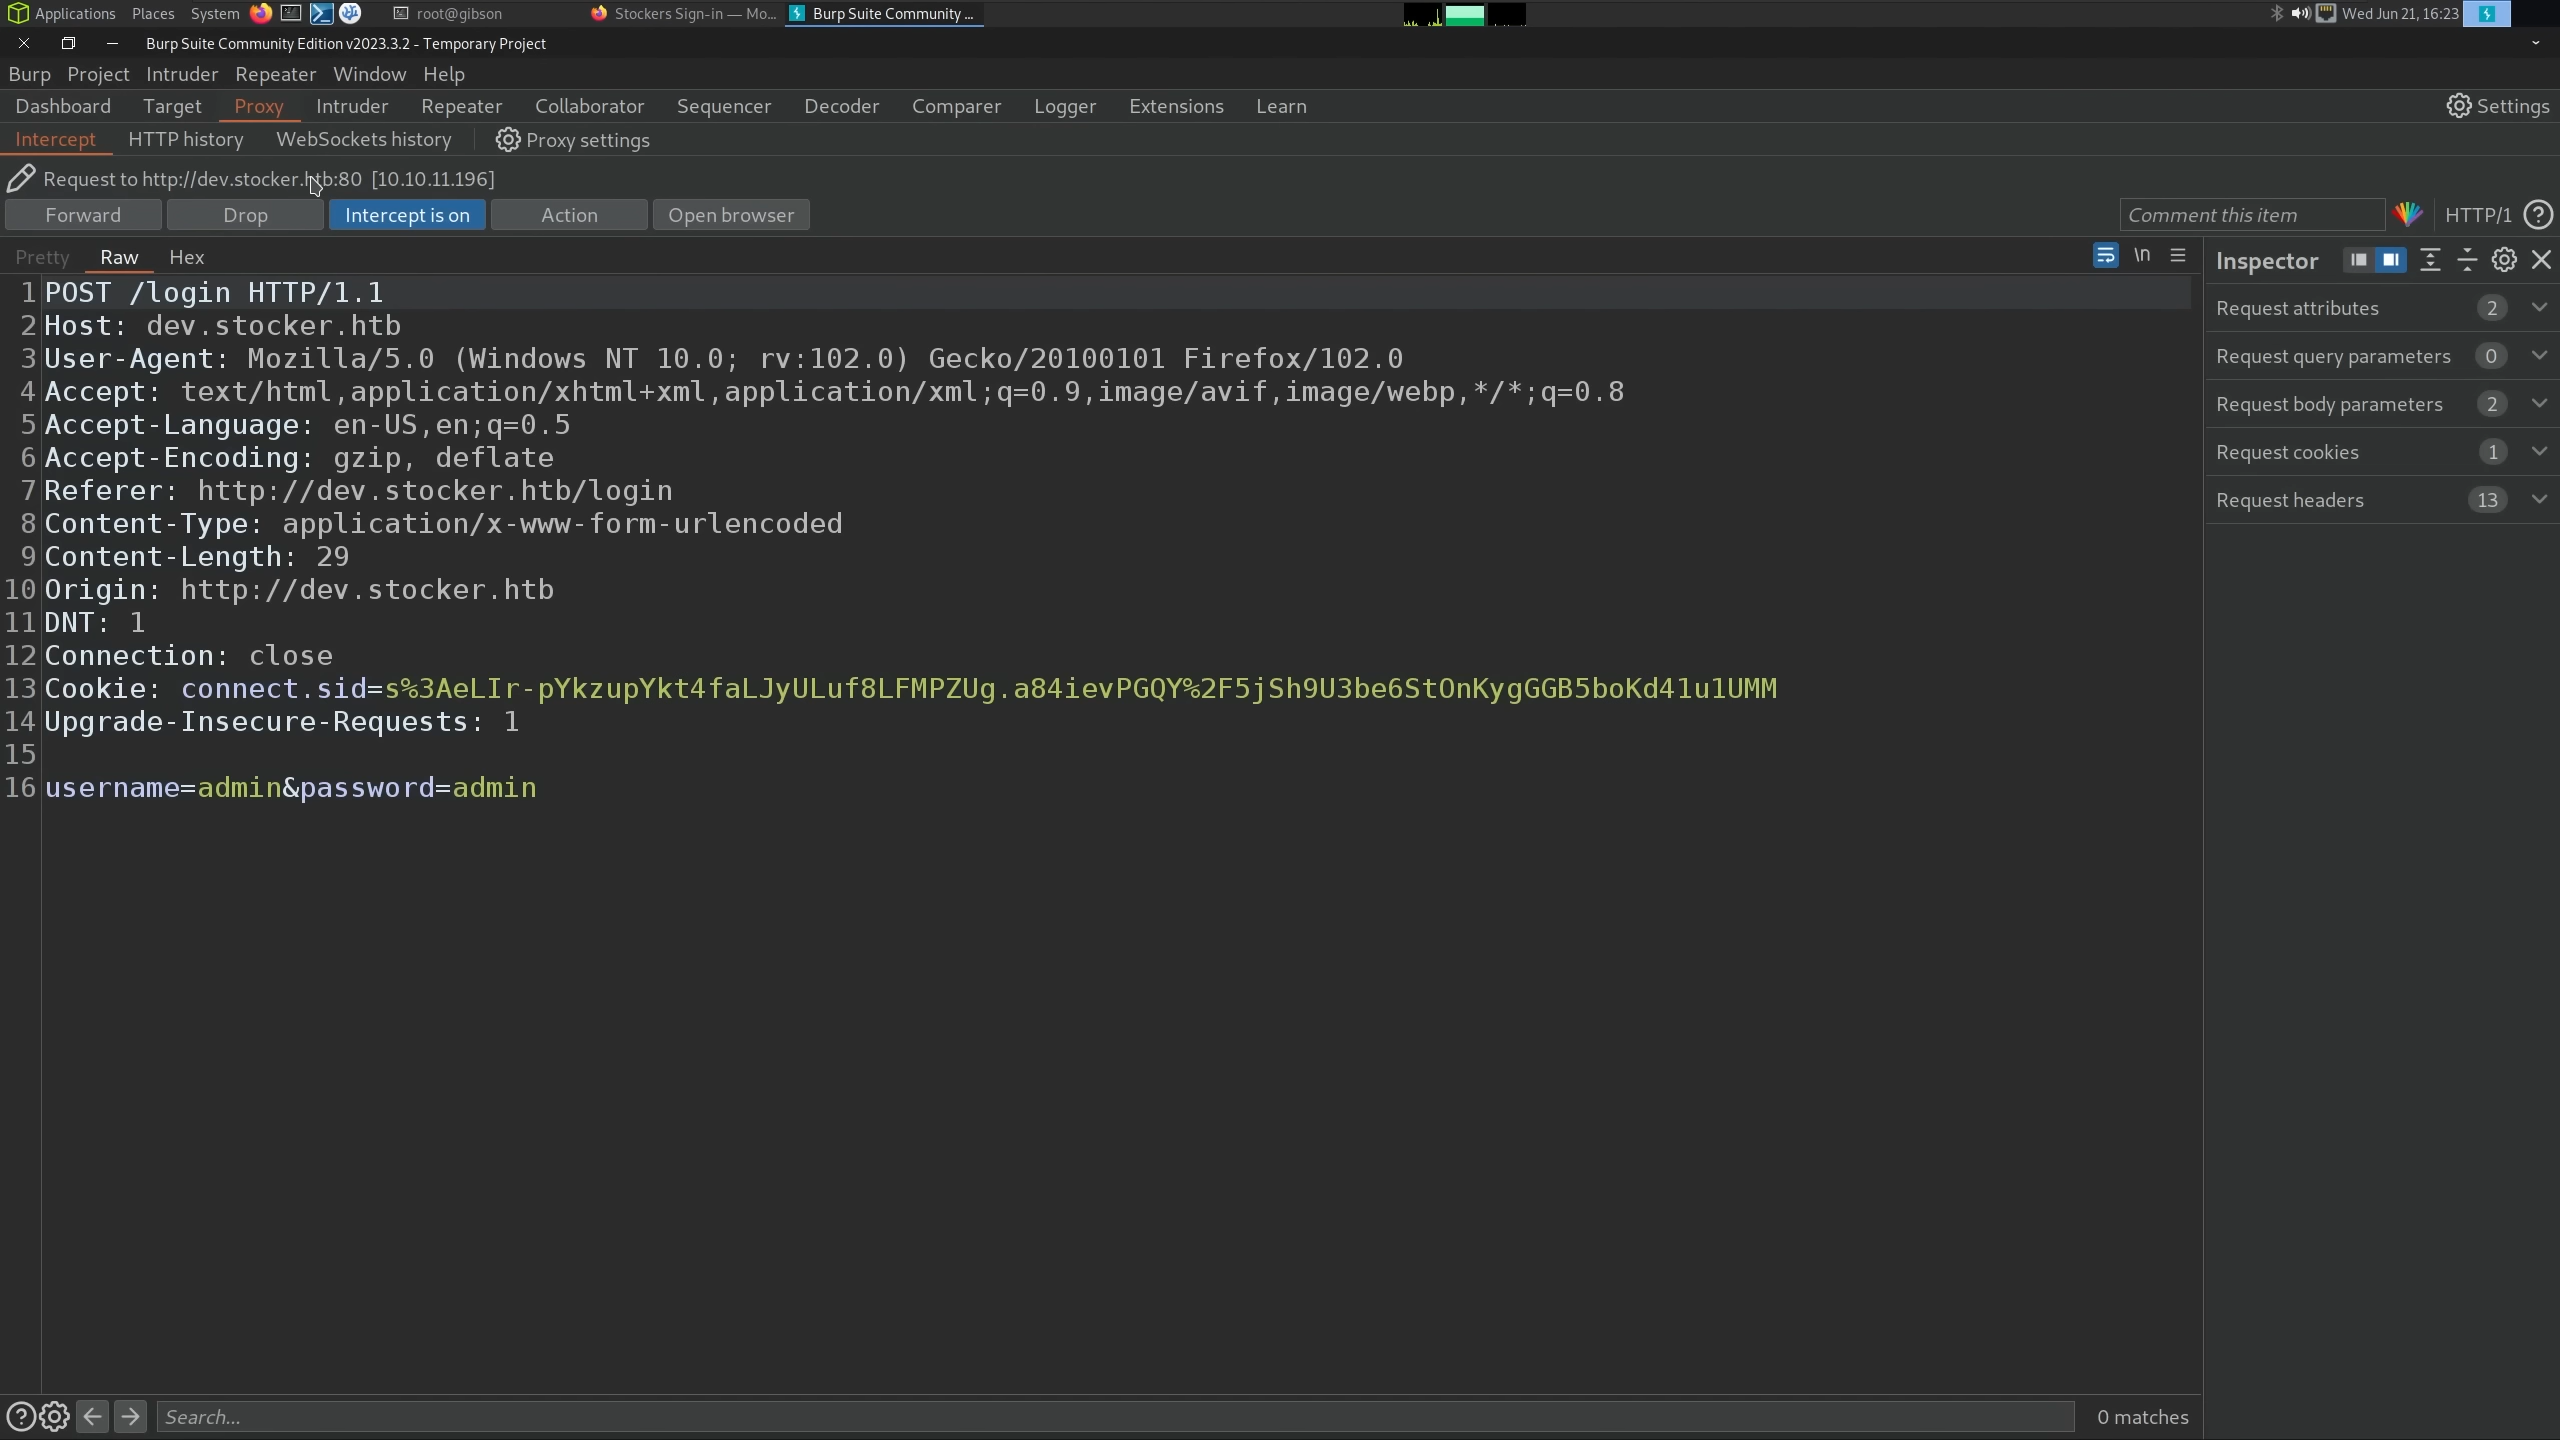 Applications Places System root@gibson Stockers Sign-in — Mo... Burp Suite Community ... Wed Jun 21, 16:23
Burp Suite Community Edition v2023.3.2 - Temporary Project
Burp Project Intruder Repeater Window Help
Dashboard Target Proxy Intruder Repeater Collaborator Sequencer Decoder Comparer Logger Extensions Learn Settings
Intercept HTTP history WebSockets history Proxy settings
Request to http://dev.stocker.htb:80 [10.10.11.196]
Forward Drop Intercept is on Action Open browser Comment this item HTTP/1 ?
Pretty Raw Hex \n Inspector
1 POST /login HTTP/1.1
2 Host: dev.stocker.htb
3 User-Agent: Mozilla/5.0 (Windows NT 10.0; rv:102.0) Gecko/20100101 Firefox/102.0
4 Accept: text/html,application/xhtml+xml,application/xml;q=0.9,image/avif,image/webp,*/*;q=0.8
5 Accept-Language: en-US,en;q=0.5
6 Accept-Encoding: gzip, deflate
7 Referer: http://dev.stocker.htb/login
8 Content-Type: application/x-www-form-urlencoded
9 Content-Length: 29
10 Origin: http://dev.stocker.htb
11 DNT: 1
12 Connection: close
13 Cookie: connect.sid=s%3AeLIr-pYkzupYkt4faLJyULuf8LFMPZUg.a84ievPGQY%2F5jSh9U3be6StOnKygGGB5boKd41u1UMM
14 Upgrade-Insecure-Requests: 1
15
16 username=admin&password=admin
Request attributes 2
Request query parameters 0
Request body parameters 2
Request cookies 1
Request headers 13
? Search... 0 matches